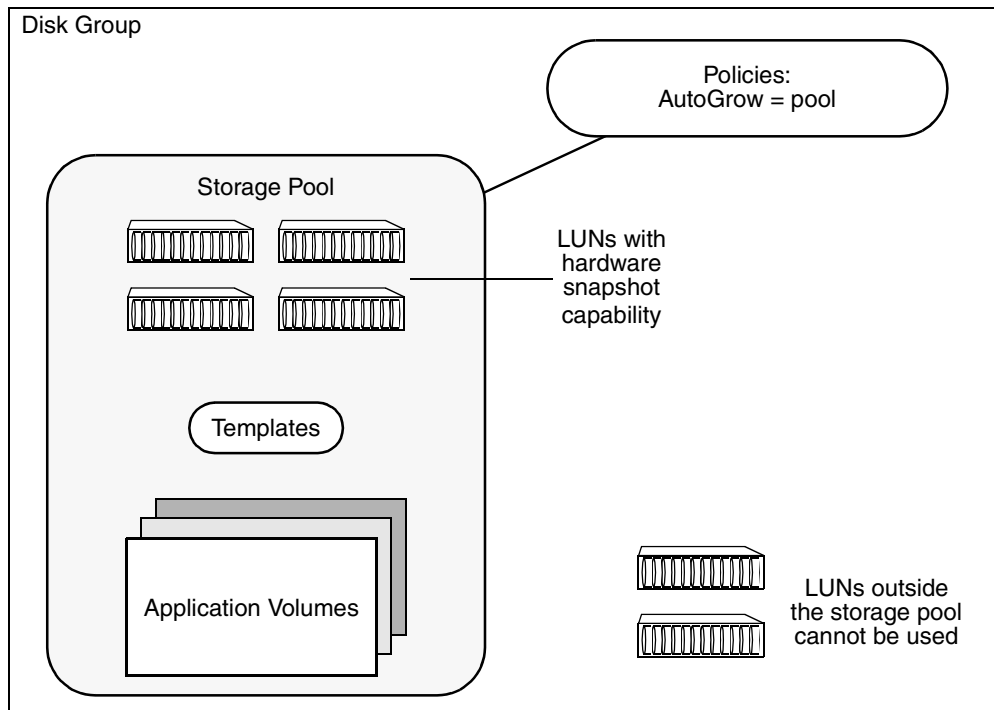 Disk Group
Policies:
AutoGrow = pool
Storage Pool
LUNs with
hardware
snapshot
capability
Templates
Application Volumes
LUNs outside
the storage pool
cannot be used